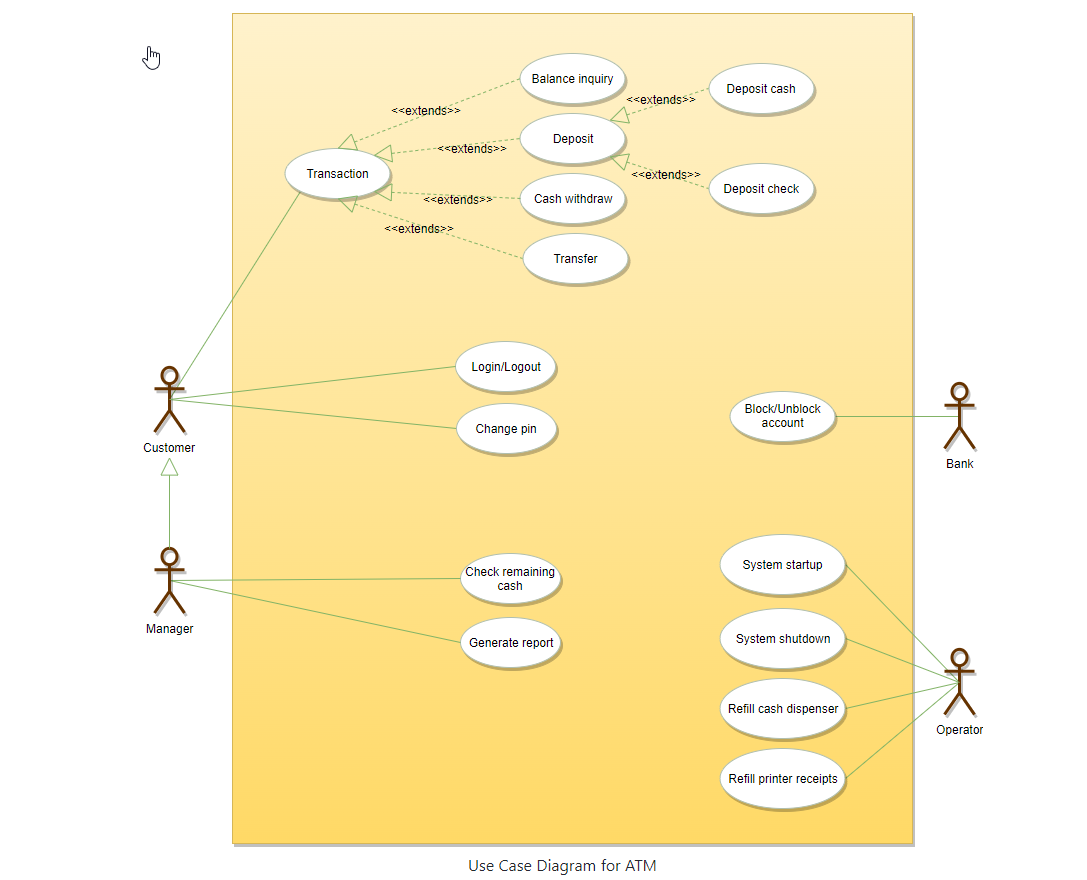 Balance inquiry
Deposit cash
<<extends>>
<<extends>>
Deposit
<<extends>>
Transaction
<<extends>>
Deposit check
Cash withdraw
<<extends>>
<<extends>>
Transfer
Login/Logout
Block/Unblock
account
Change pin
Customer
Bank
System startup
Check remaining
cash
Manager
Generate report
System shutdown
Refill cash dispenser
Operator
Refill printer receipts
Use Case Diagram for ATM